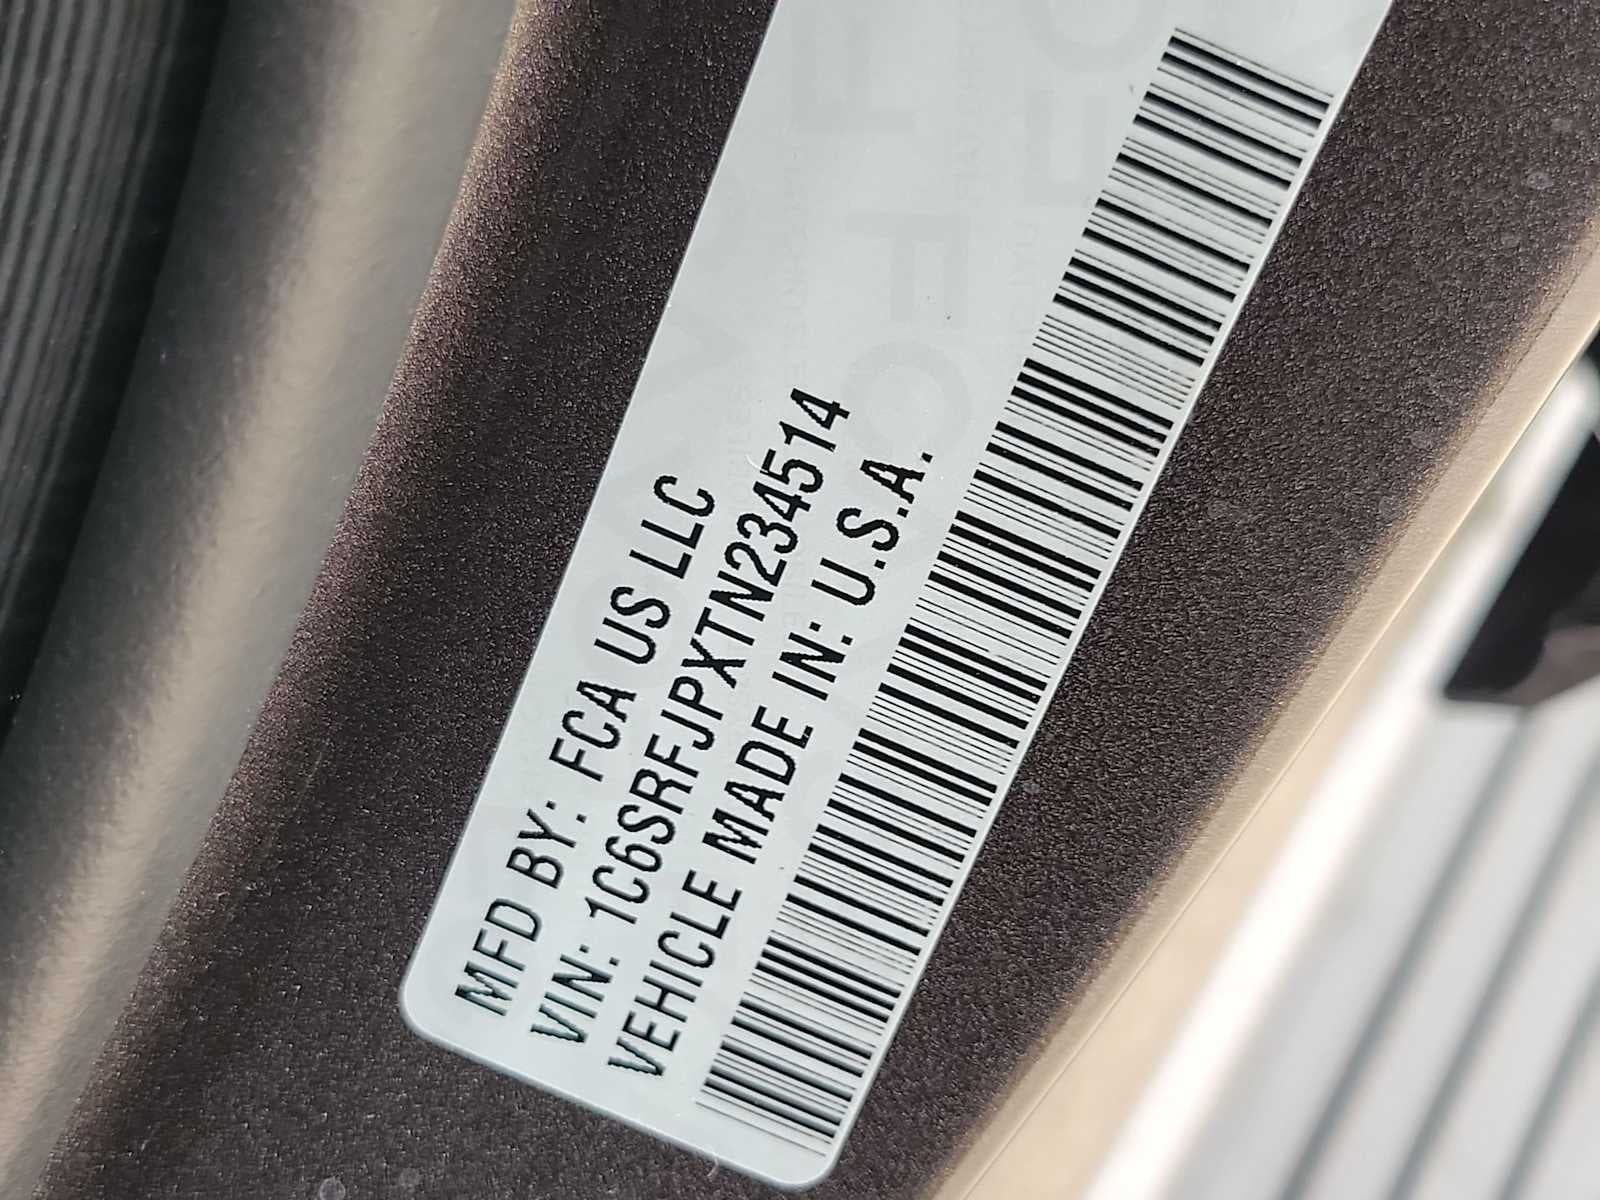 MFD BY: FCA US LLC
VIN: 1C6SRFJPXTN234514
VEHICLE MADE IN: U.S.A.